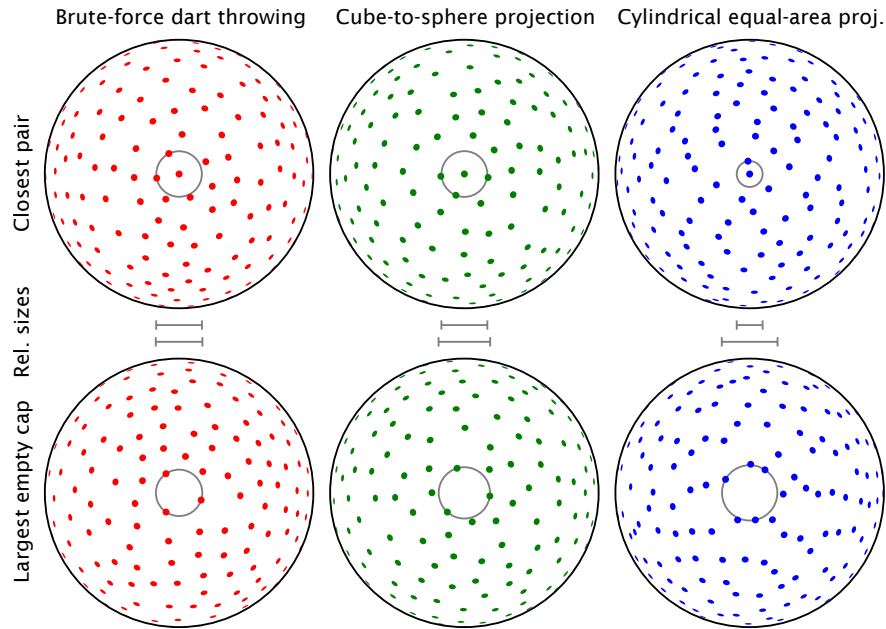 Brute-force dart throwing
Cube-to-sphere projection
Cylindrical equal-area proj.
Closest pair
Rel. sizes
Largest empty cap